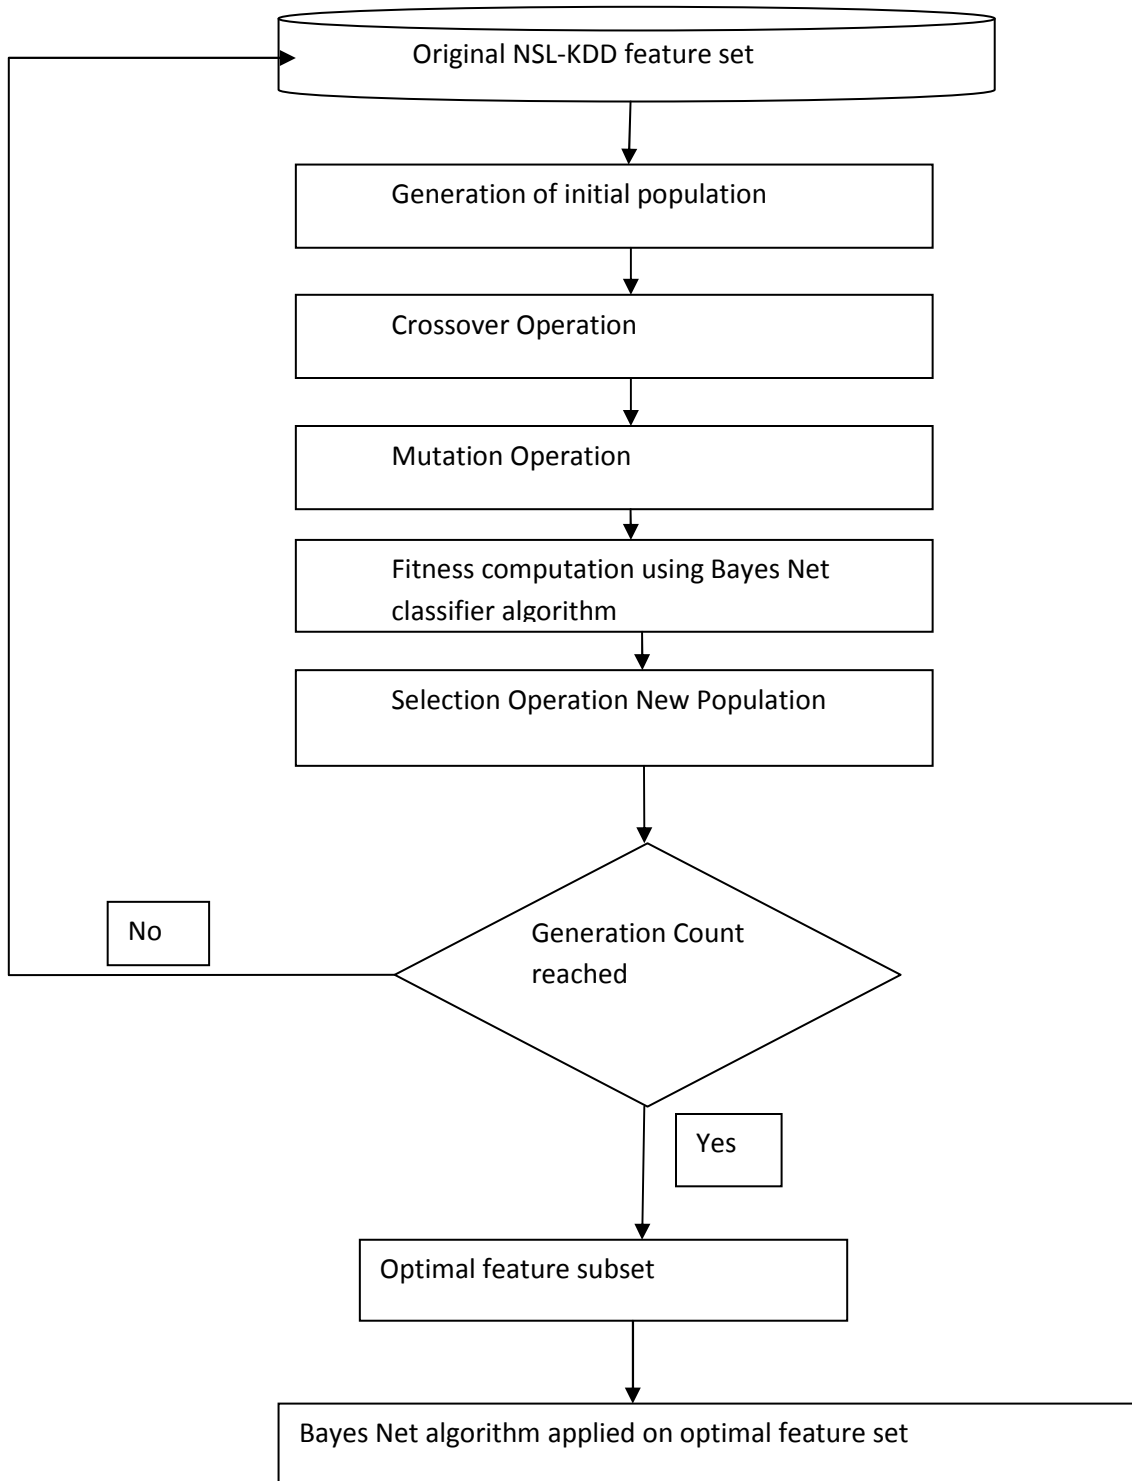 Original NSL-KDD feature set
Generation of initial population
Crossover Operation
Mutation Operation
Fitness computation using Bayes Net
classifier algorithm
Selection Operation New Population
No
Generation Count
reached
Yes
Optimal feature subset
Bayes Net algorithm applied on optimal feature set